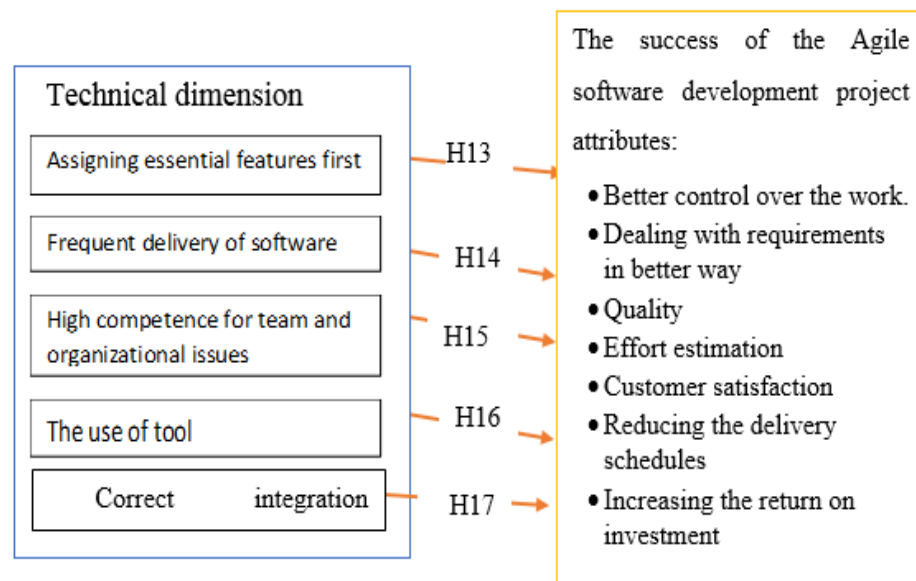 Technical dimension
Assigning essential features first
Frequent delivery of software
High competence for team and
organizational issues
The use of tool
Correct integration
H13
H14
H15
H16
H17
The success of the Agile
software development project
attributes:
• Better control over the work.
• Dealing with requirements
in better way
• Quality
• Effort estimation
• Customer satisfaction
• Reducing the delivery
schedules
• Increasing the return on
investment